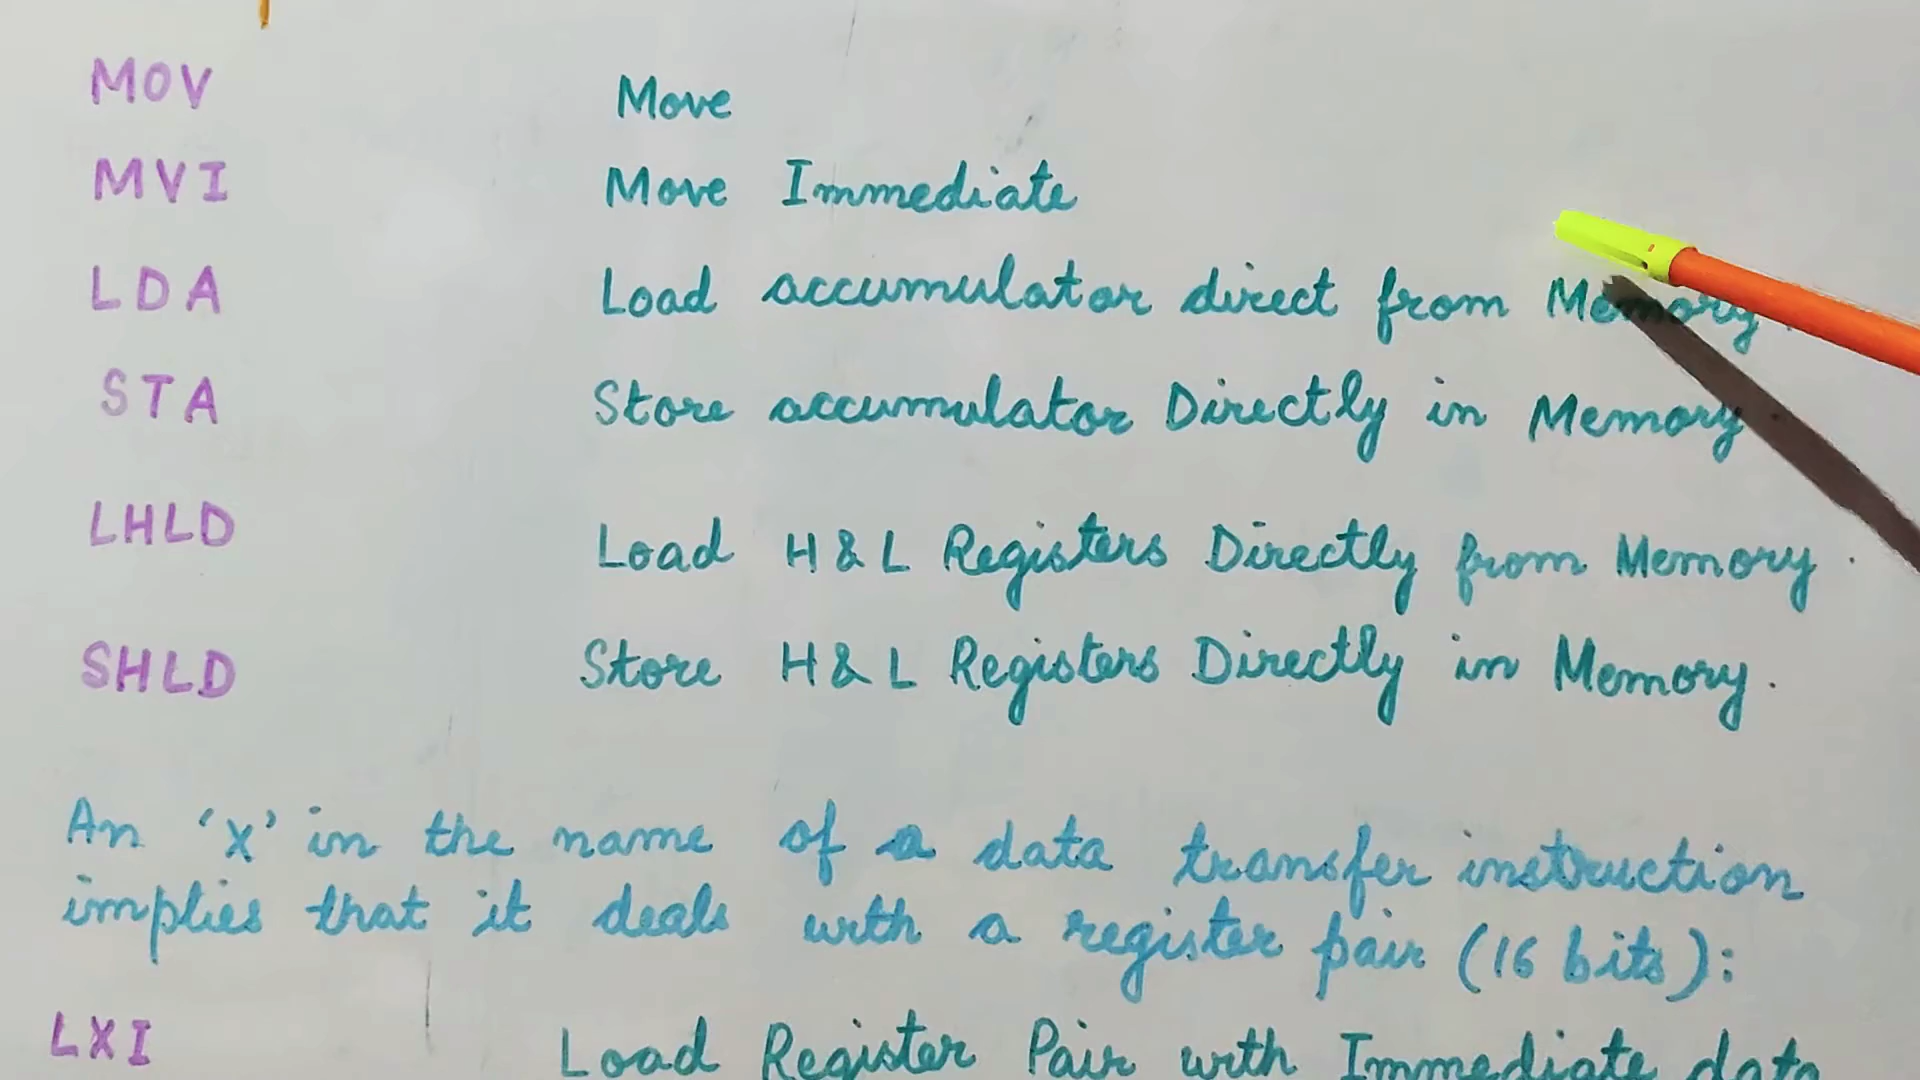 MOV Move
MVI Move Immediate
LDA Load accumulator direct from Memory.
STA Store accumulator Directly in Memory
LHLD Load H & L Registers Directly from Memory.
SHLD Store H & L Registers Directly in Memory.
An 'X' in the name of a data transfer instruction
implies that it deals with a register pair (16 bits):
LXI Load Register Pair with Immediate data